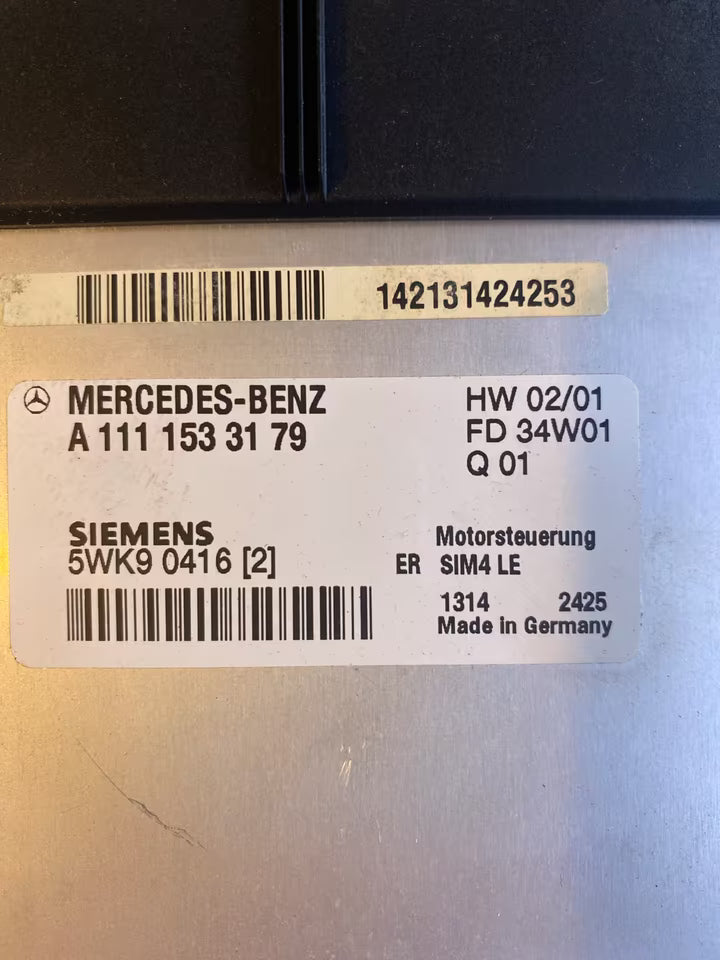 142131424253
MERCEDES-BENZ HW 02/01
A 111 153 31 79 FD 34W01
Q 01
SIEMENS Motorsteuerung
5WK9 0416 [2] ER SIM4 LE
1314 2425
Made in Germany